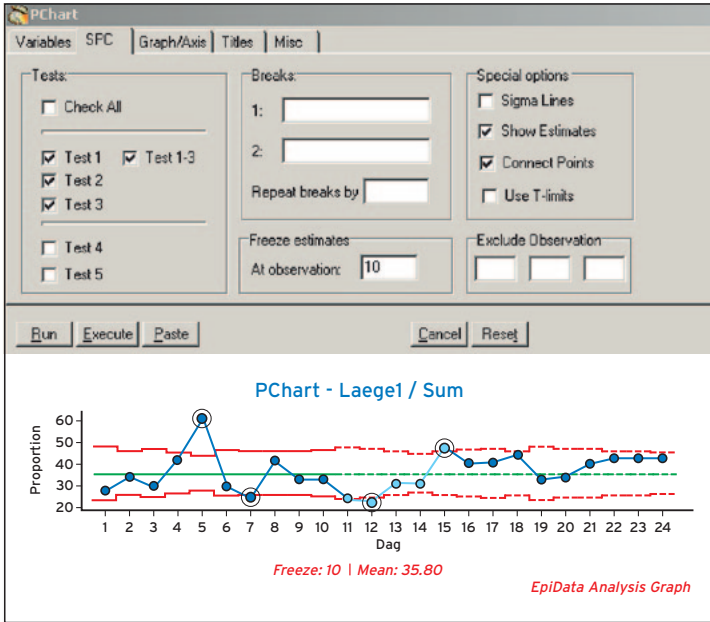 PChart
Variables SPC Graph/Axis Titles Misc
Tests:
Check All
Test 1 Test 1-3
Test 2
Test 3
Test 4
Test 5
Breaks:
1:
2:
Repeat breaks by
Freeze estimates
At observation: 10
Special options
Sigma Lines
Show Estimates
Connect Points
Use T-limits
Exclude Observation
Run Execute Paste Cancel Reset
PChart - Laege1 / Sum
Proportion
60
50
40
30
20
1 2 3 4 5 6 7 8 9 10 11 12 13 14 15 16 17 18 19 20 21 22 23 24
Dag
Freeze: 10 | Mean: 35.80
EpiData Analysis Graph